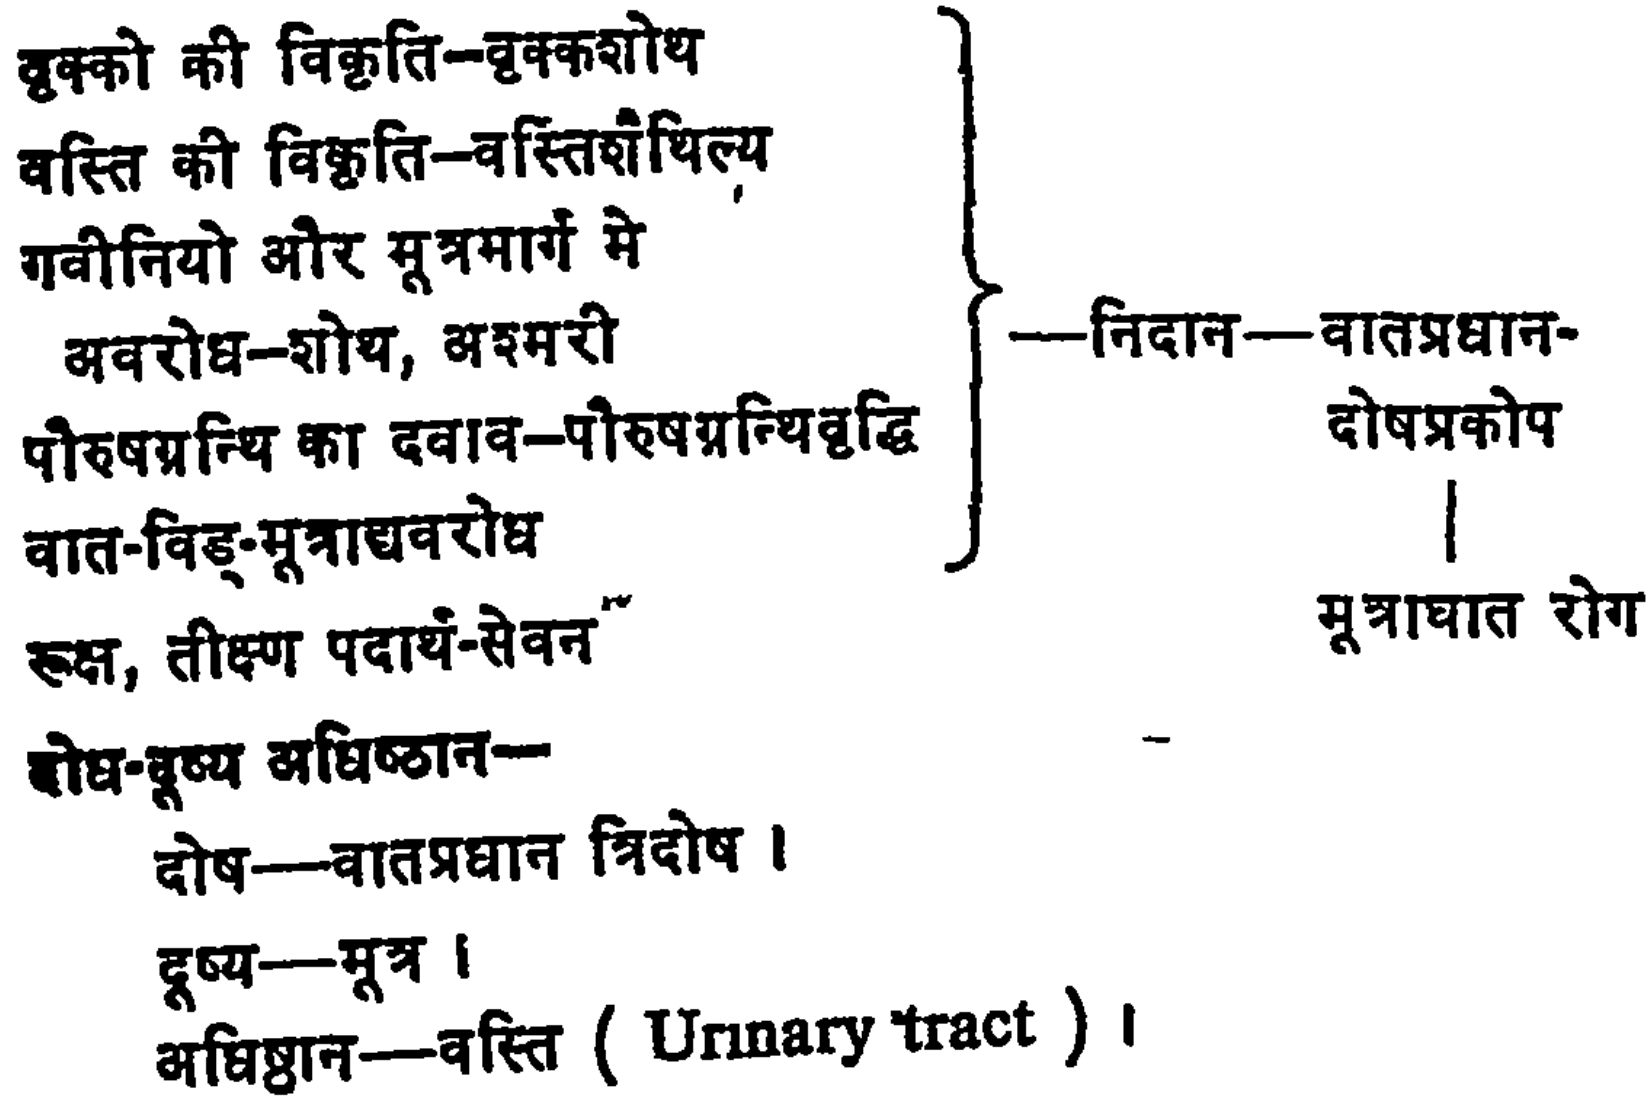 वृक्को की विकृति–वृक्कशोथ
वस्ति की विकृति–वस्तिशैथिल्य
गवीनियो और मूत्रमार्ग मे
अवरोध–शोथ, अश्मरी
पौरुषग्रन्थि का दवाव–पौरुषग्रन्थिवृद्धि
वात-विड्-मूत्राद्यवरोध
रूक्ष, तीक्ष्ण पदार्थ-सेवन
—निदान—वातप्रधान-
दोषप्रकोप
|
मूत्राघात रोग
दोष-दूष्य अधिष्ठान—
दोष—वातप्रधान त्रिदोष ।
दूष्य—मूत्र ।
अधिष्ठान—वस्ति ( Urinary tract ) ।